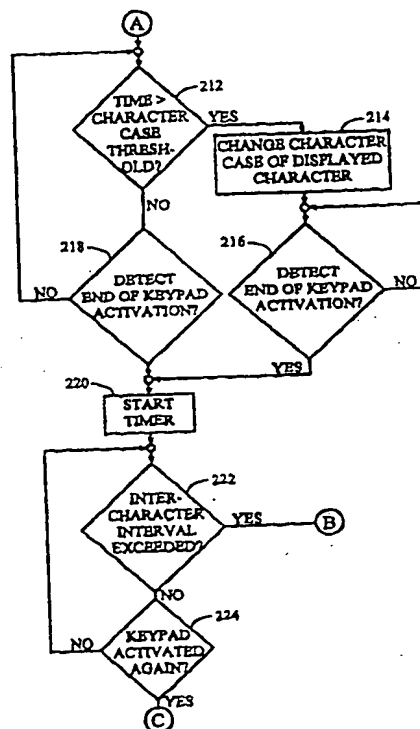 A
212
TIME >
CHARACTER
CASE
THRESH-
OLD?
YES
214
CHANGE CHARACTER
CASE OF DISPLAYED
CHARACTER
NO
218
DETECT
END OF KEYPAD
ACTIVATION?
NO
216
DETECT
END OF KEYPAD
ACTIVATION?
NO
YES
220
START
TIMER
222
INTER-
CHARACTER
INTERVAL
EXCEEDED?
YES
B
NO
224
KEYPAD
ACTIVATED
AGAIN?
NO
YES
C